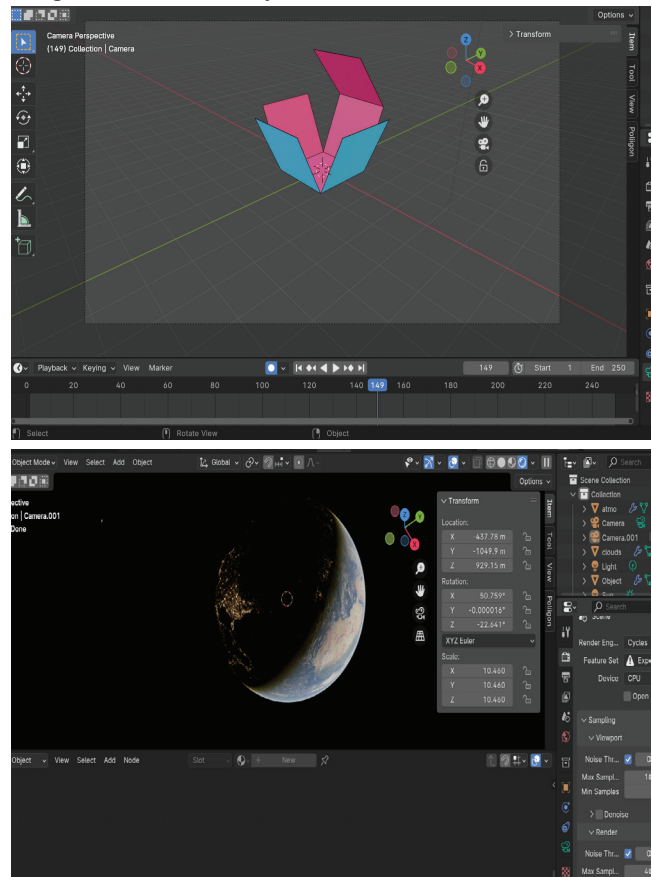 Options
Camera Perspective
(149) Collection | Camera
> Transform
Z
Y
X
Item
Tool
View
Polligon
Playback Keying View Marker 149 Start 1 End 250
0 20 40 60 80 100 120 140 149 160 180 200 220 240
Select Rotate View Object
Object Mode View Select Add Object Global Search
Options
Scene Collection
Collection
ective
on | Camera.001
Done
Transform
Location:
X -437.78 m
Y -1049.9 m
Z 929.15 m
Rotation:
X 50.759°
Y -0.000016°
Z -22.641°
XYZ Euler
Scale:
X 10.460
Y 10.460
Z 10.460
Z
Y
X
Item
Tool
View
Polligon
atmo
Camera
Camera.001
clouds
Light
Object
Search
Scene
Render Eng... Cycles
Feature Set Expe
Device CPU
Open
Sampling
Viewport
Noise Thr...
Max Sampl...
Min Samples
Denoise
Render
Noise Thr...
Max Sampl...
Object View Select Add Node Slot New